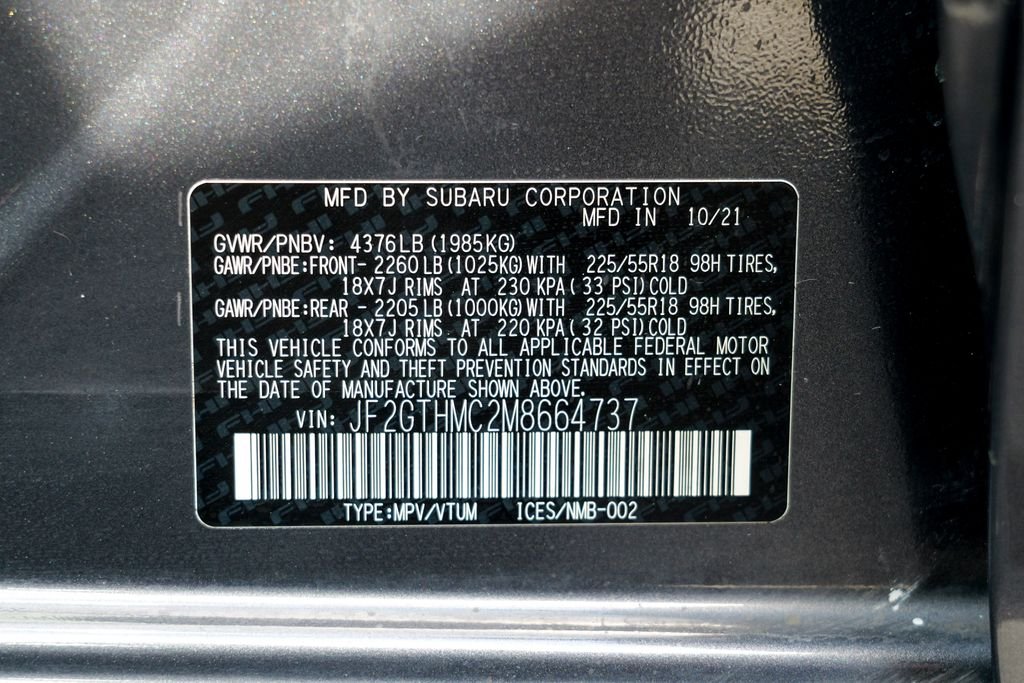 MFD BY SUBARU CORPORATION
MFD IN 10/21
GVWR/PNBV: 4376LB (1985KG)
GAWR/PNBE:FRONT- 2260LB (1025KG) WITH 225/55R18 98H TIRES,
18X7J RIMS AT 230 KPA ( 33 PSI) COLD
GAWR/PNBE:REAR - 2205LB (1000KG) WITH 225/55R18 98H TIRES,
18X7J RIMS AT 220 KPA ( 32 PSI) COLD
THIS VEHICLE CONFORMS TO ALL APPLICABLE FEDERAL MOTOR
VEHICLE SAFETY AND THEFT PREVENTION STANDARDS IN EFFECT ON
THE DATE OF MANUFACTURE SHOWN ABOVE.
VIN: JF2GTHMC2M8664737
TYPE:MPV/VTUM ICES/NMB-002